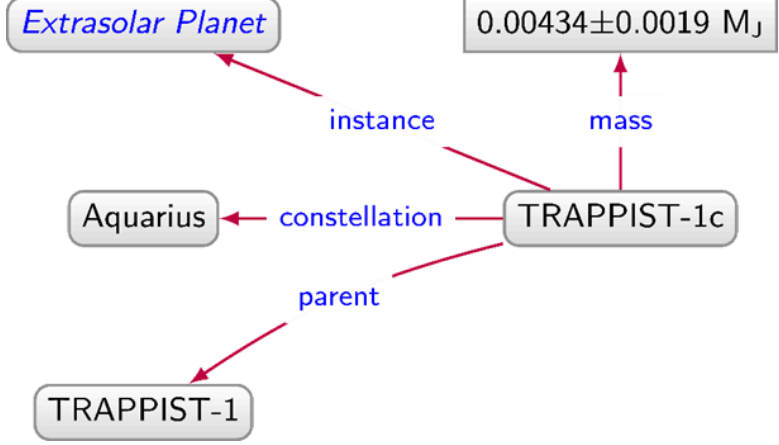 Extrasolar Planet
0.00434±0.0019 MJ
instance
mass
Aquarius
constellation
TRAPPIST-1c
parent
TRAPPIST-1